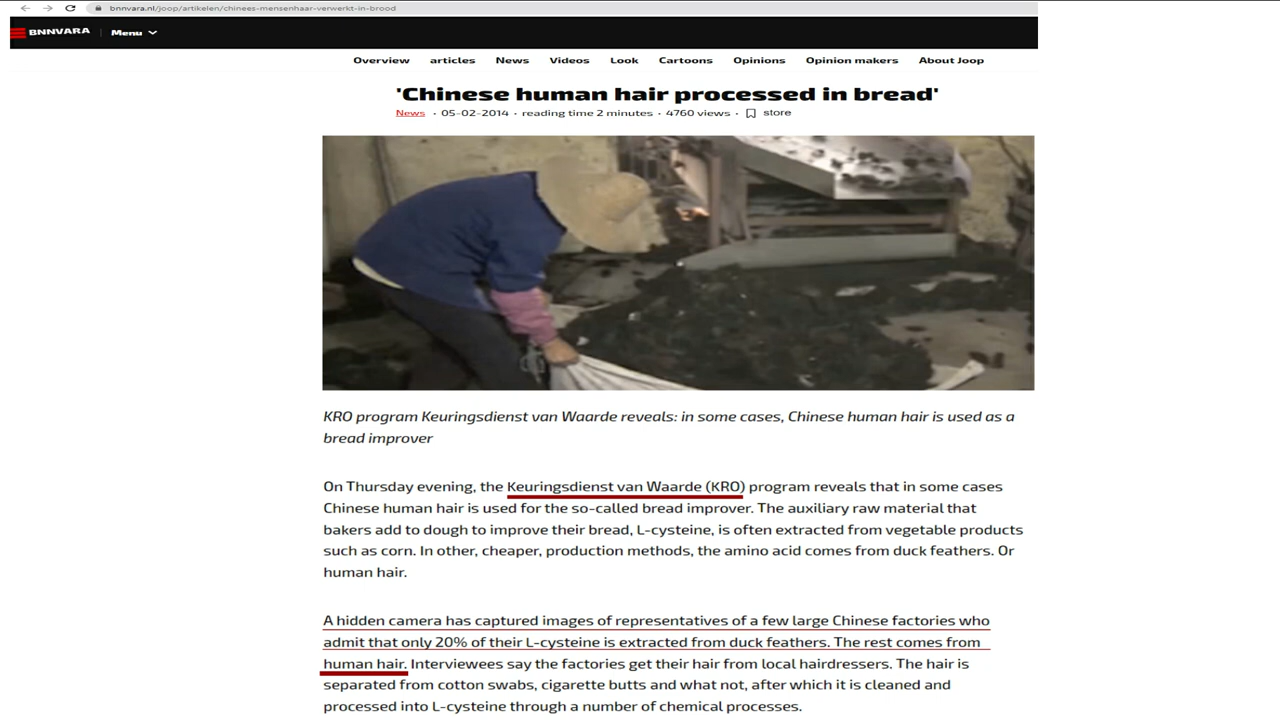 bnnvara.nl/joop/artikelen/chinees-mensenhaar-verwerkt-in-brood
BNNVARA | Menu
Overview articles News Videos Look Cartoons Opinions Opinion makers About Joop
'Chinese human hair processed in bread'
News · 05-02-2014 · reading time 2 minutes · 4760 views · store
KRO program Keuringsdienst van Waarde reveals: in some cases, Chinese human hair is used as a
bread improver
On Thursday evening, the Keuringsdienst van Waarde (KRO) program reveals that in some cases
Chinese human hair is used for the so-called bread improver. The auxiliary raw material that
bakers add to dough to improve their bread, L-cysteine, is often extracted from vegetable products
such as corn. In other, cheaper, production methods, the amino acid comes from duck feathers. Or
human hair.
A hidden camera has captured images of representatives of a few large Chinese factories who
admit that only 20% of their L-cysteine is extracted from duck feathers. The rest comes from
human hair. Interviewees say the factories get their hair from local hairdressers. The hair is
separated from cotton swabs, cigarette butts and what not, after which it is cleaned and
processed into L-cysteine through a number of chemical processes.